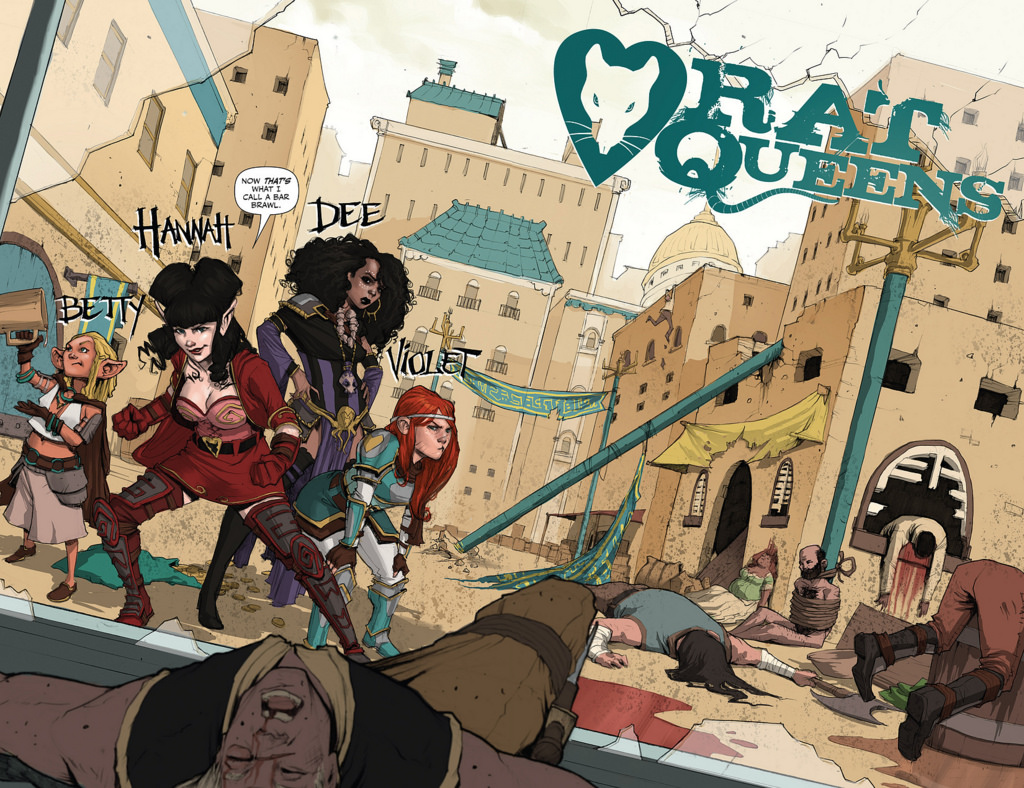 RAT
QUEENS
NOW THAT'S
WHAT I
CALL A BAR
BRAWL.
HANNAH
DEE
BETTY
VIOLET